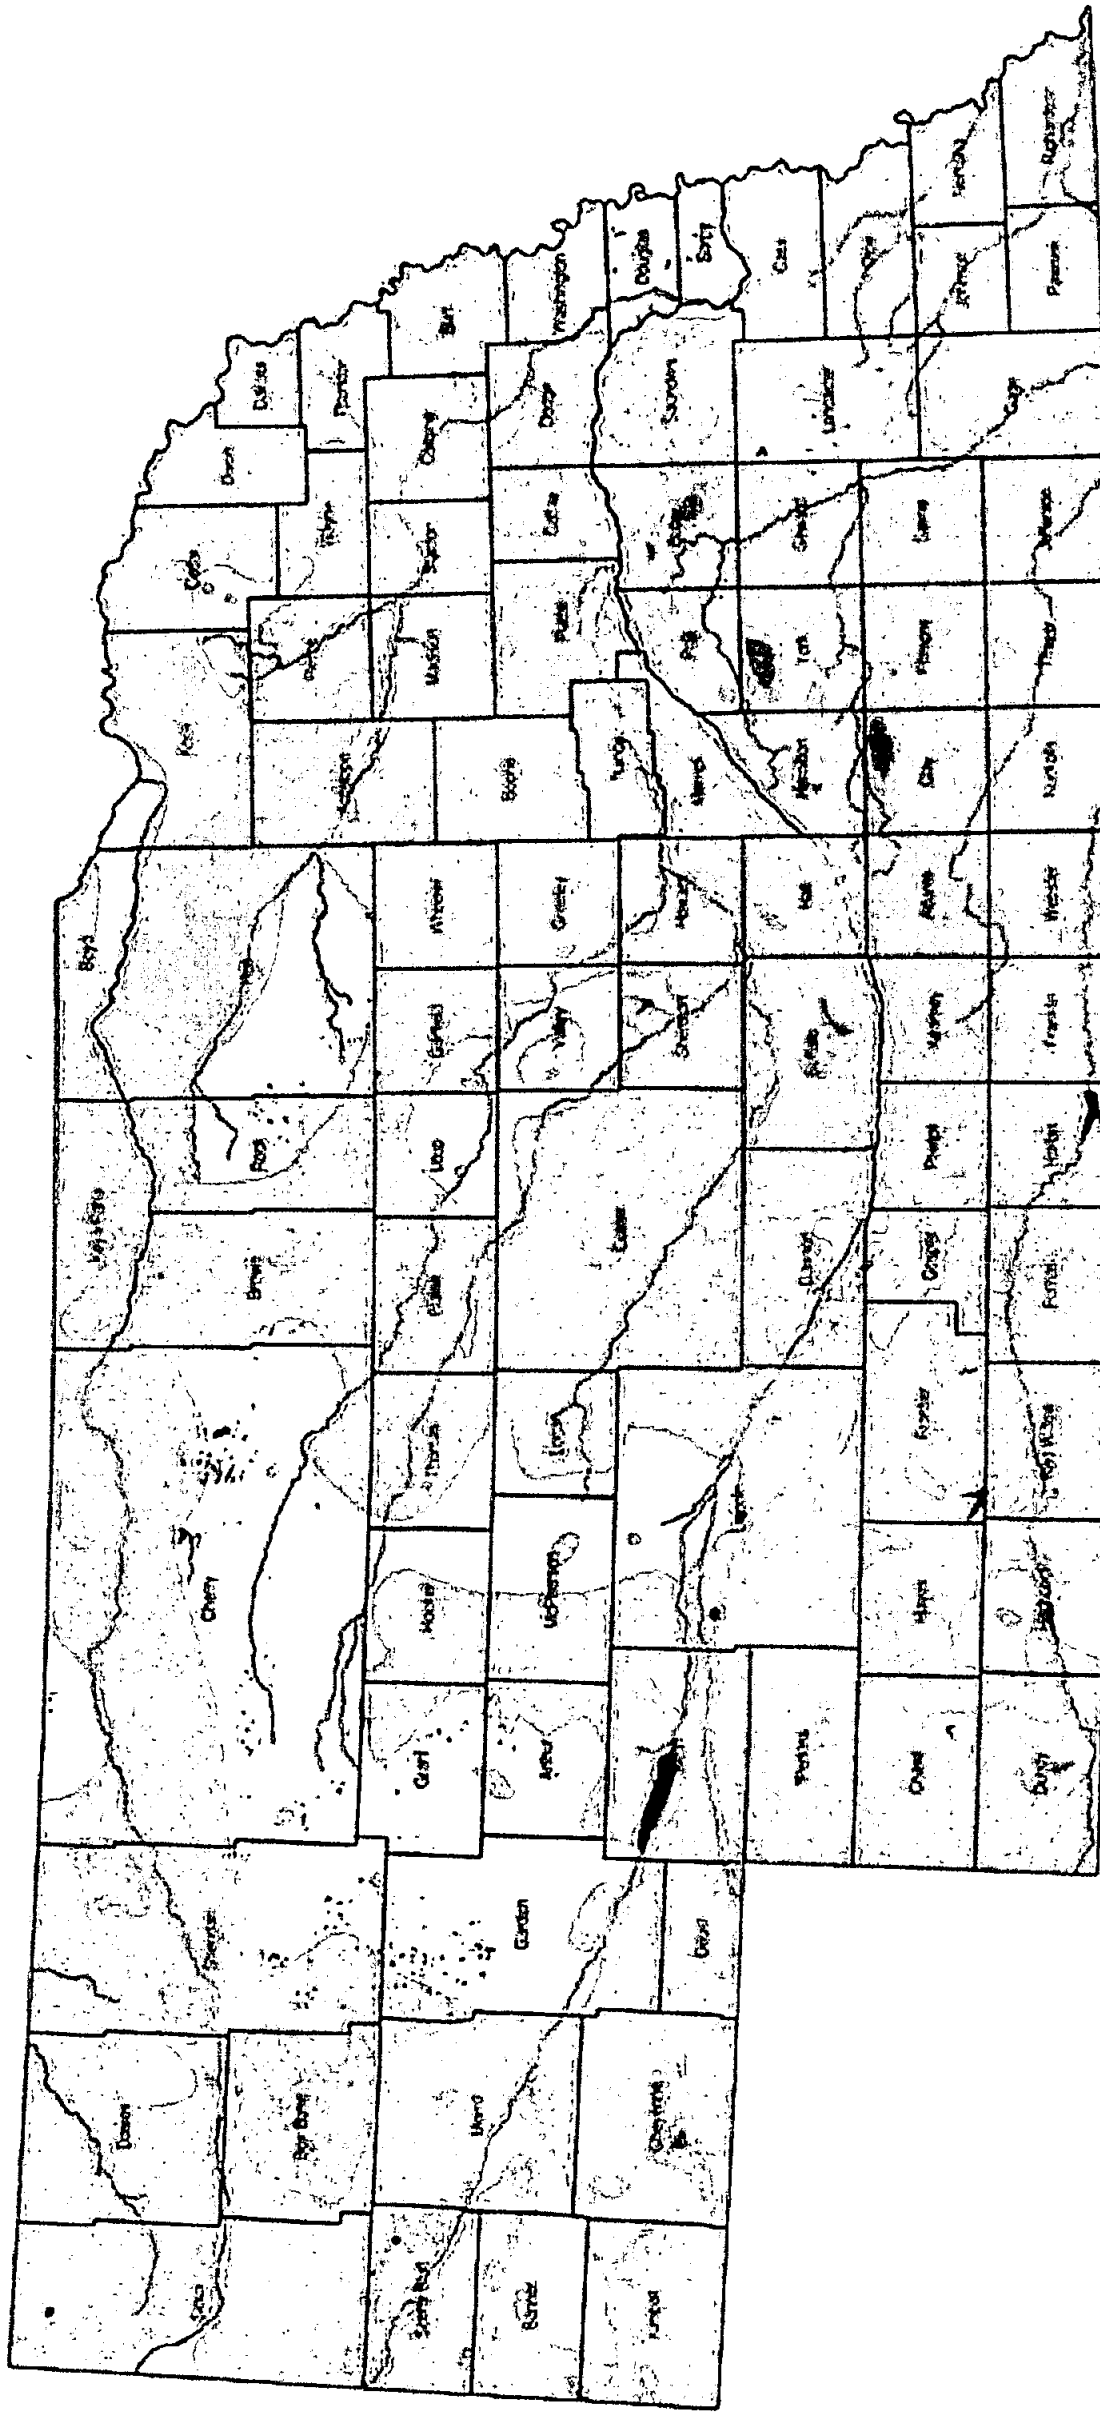 Sioux
Dawes
Sheridan
Cherry
Keya Paha
Boyd
Brown
Rock
Holt
Knox
Cedar
Dixon
Dakota
Box Butte
Antelope
Pierce
Wayne
Thurston
Scotts Bluff
Morrill
Garden
Grant
Hooker
Thomas
Blaine
Loup
Garfield
Wheeler
Madison
Stanton
Cuming
Burt
Banner
Arthur
McPherson
Logan
Custer
Valley
Greeley
Boone
Platte
Colfax
Dodge
Washington
Kimball
Cheyenne
Deuel
Lincoln
Sherman
Howard
Nance
Merrick
Polk
Butler
Saunders
Douglas
Sarpy
Perkins
Dawson
Buffalo
Hall
Hamilton
York
Seward
Lancaster
Cass
Chase
Hayes
Frontier
Gosper
Phelps
Kearney
Adams
Clay
Fillmore
Saline
Gage
Otoe
Johnson
Nemaha
Dundy
Hitchcock
Red Willow
Furnas
Harlan
Franklin
Webster
Nuckolls
Thayer
Jefferson
Pawnee
Richardson